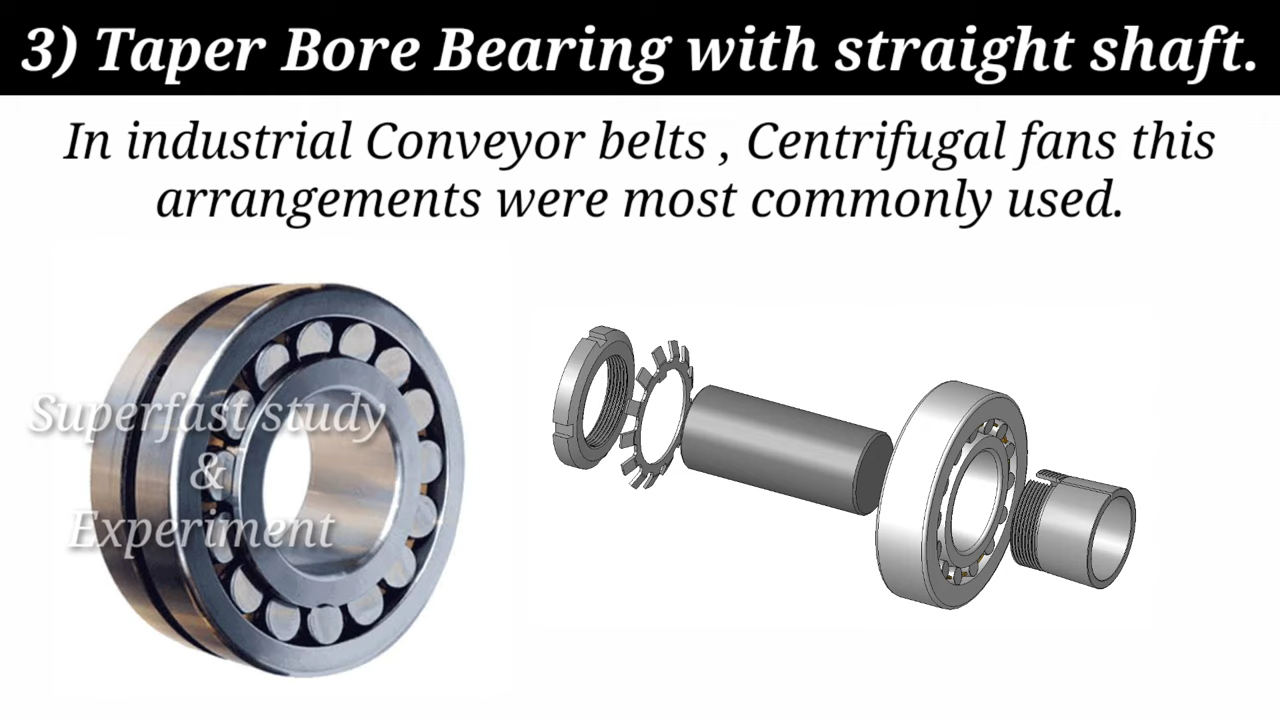 3) Taper Bore Bearing with straight shaft.
In industrial Conveyor belts , Centrifugal fans this
arrangements were most commonly used.
Superfast study
&
Experiment